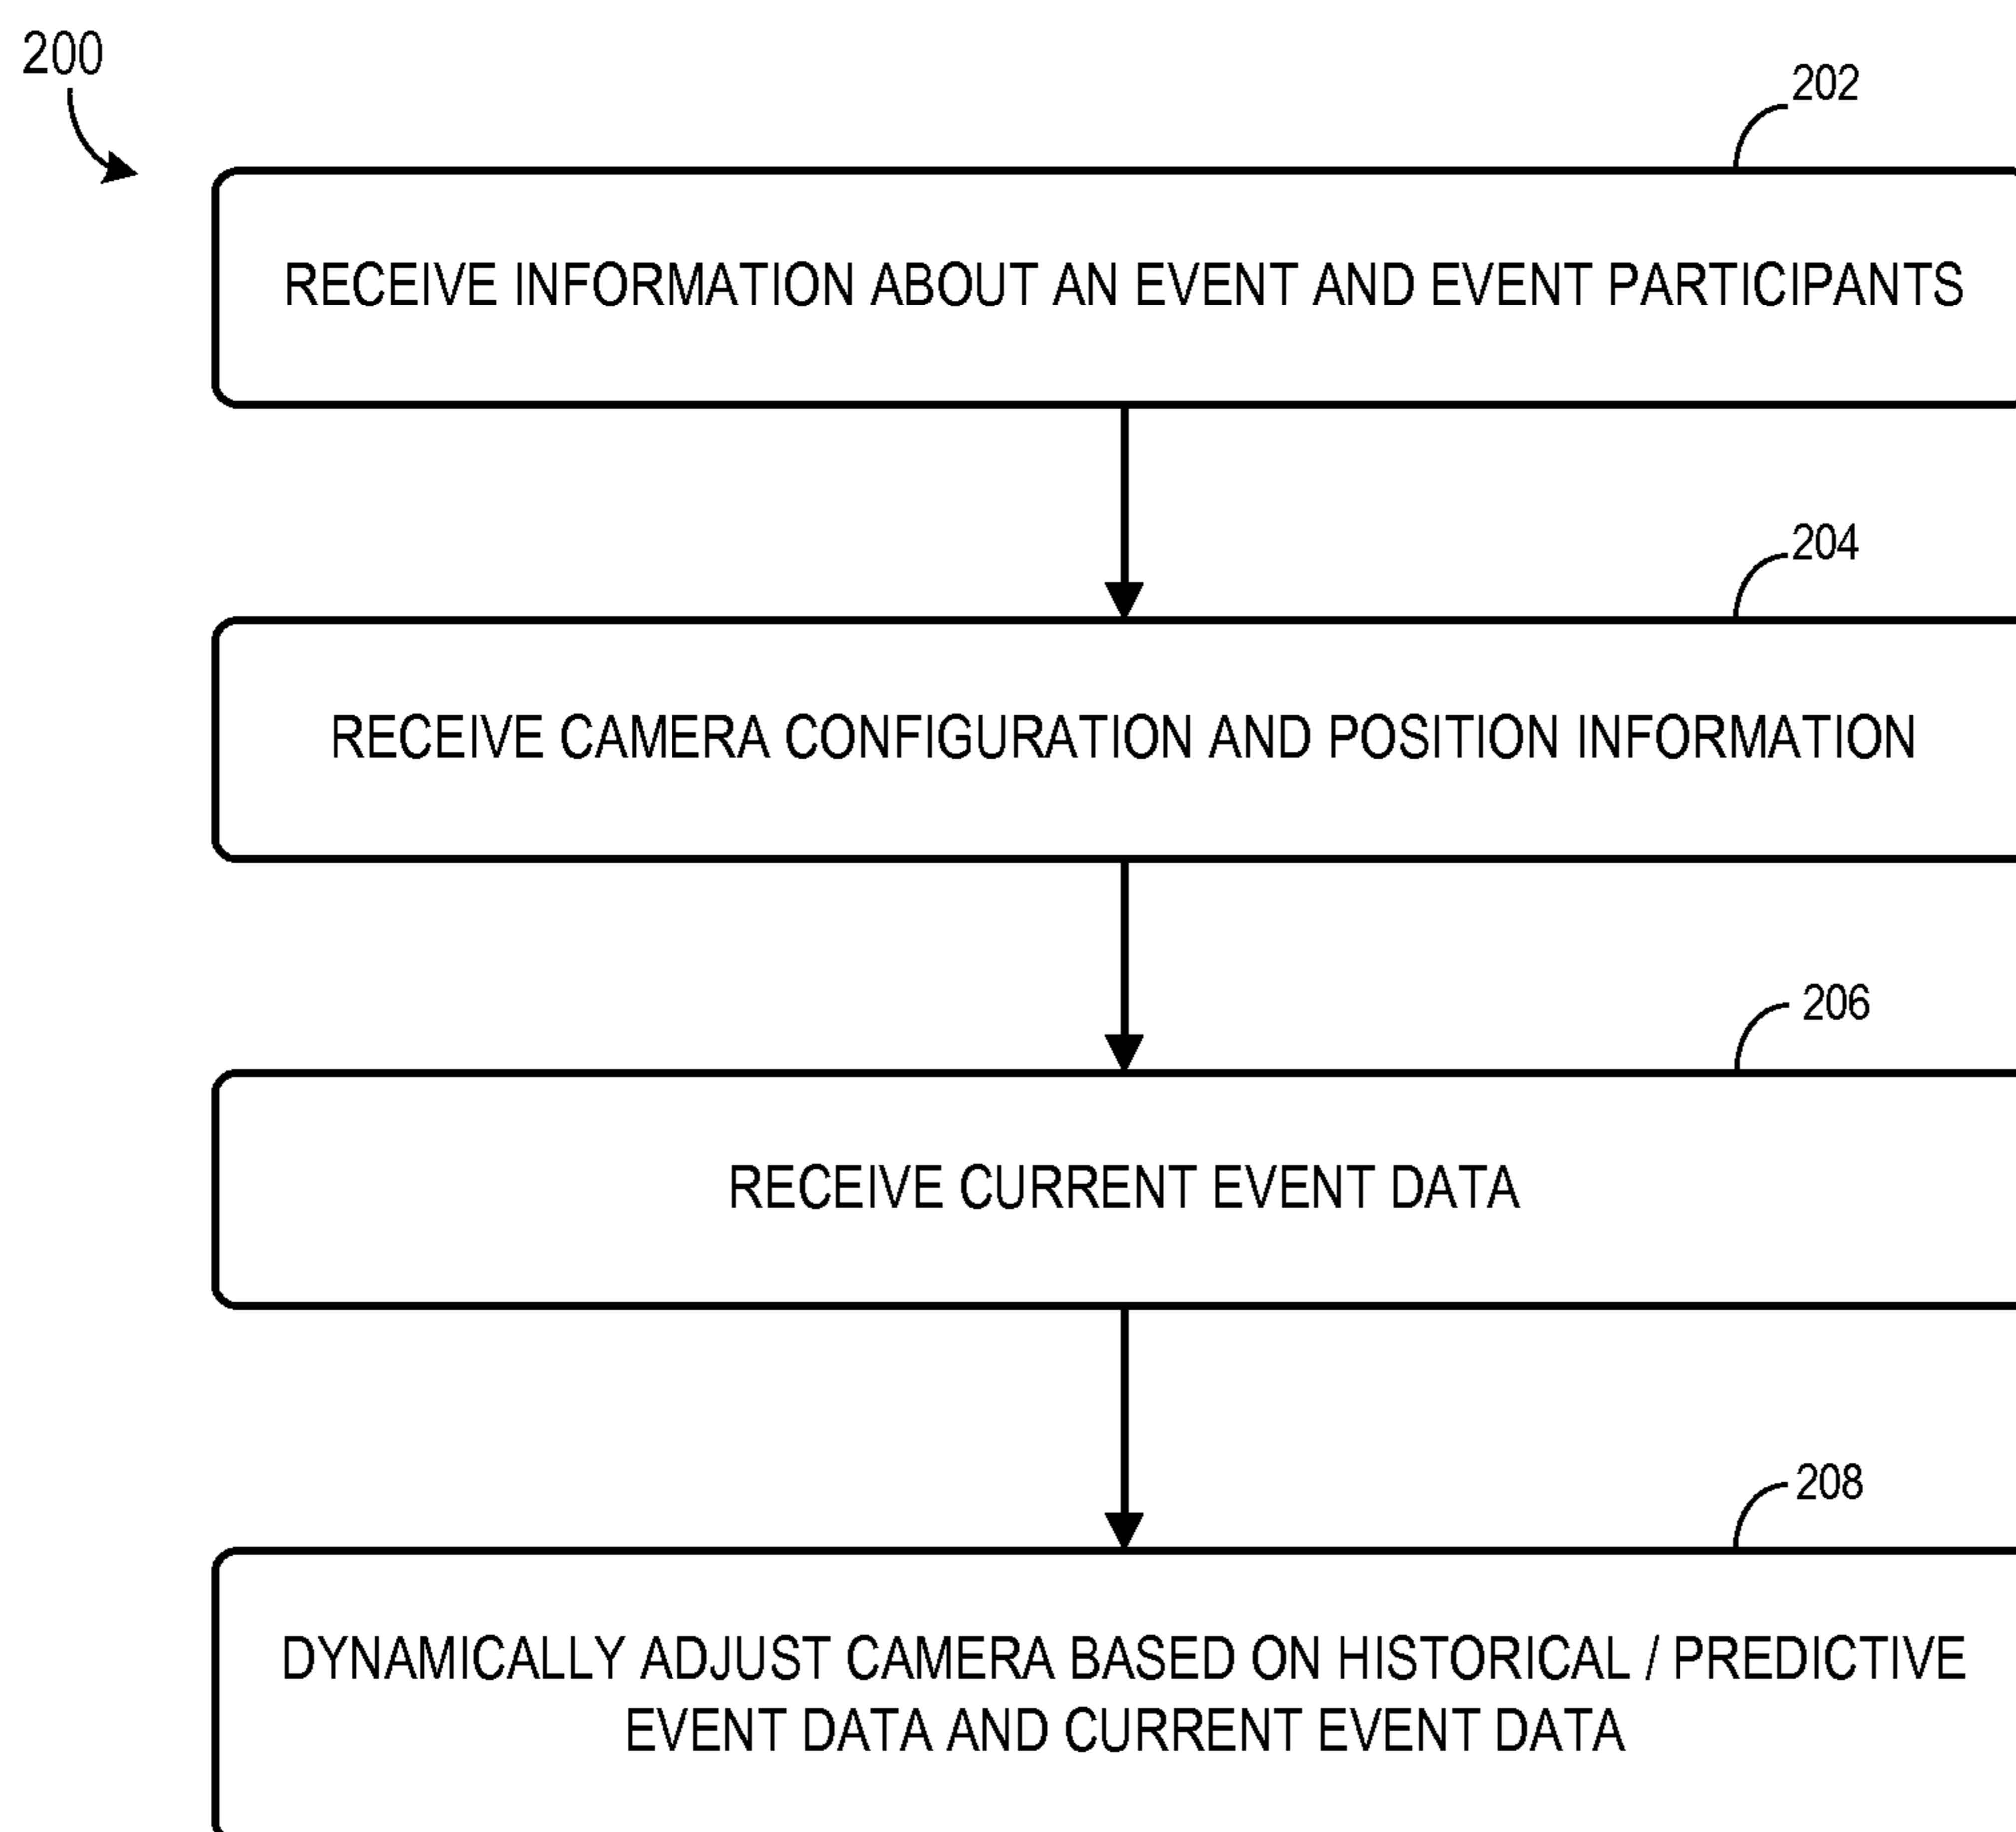 200
202
RECEIVE INFORMATION ABOUT AN EVENT AND EVENT PARTICIPANTS
204
RECEIVE CAMERA CONFIGURATION AND POSITION INFORMATION
206
RECEIVE CURRENT EVENT DATA
208
DYNAMICALLY ADJUST CAMERA BASED ON HISTORICAL / PREDICTIVE
EVENT DATA AND CURRENT EVENT DATA